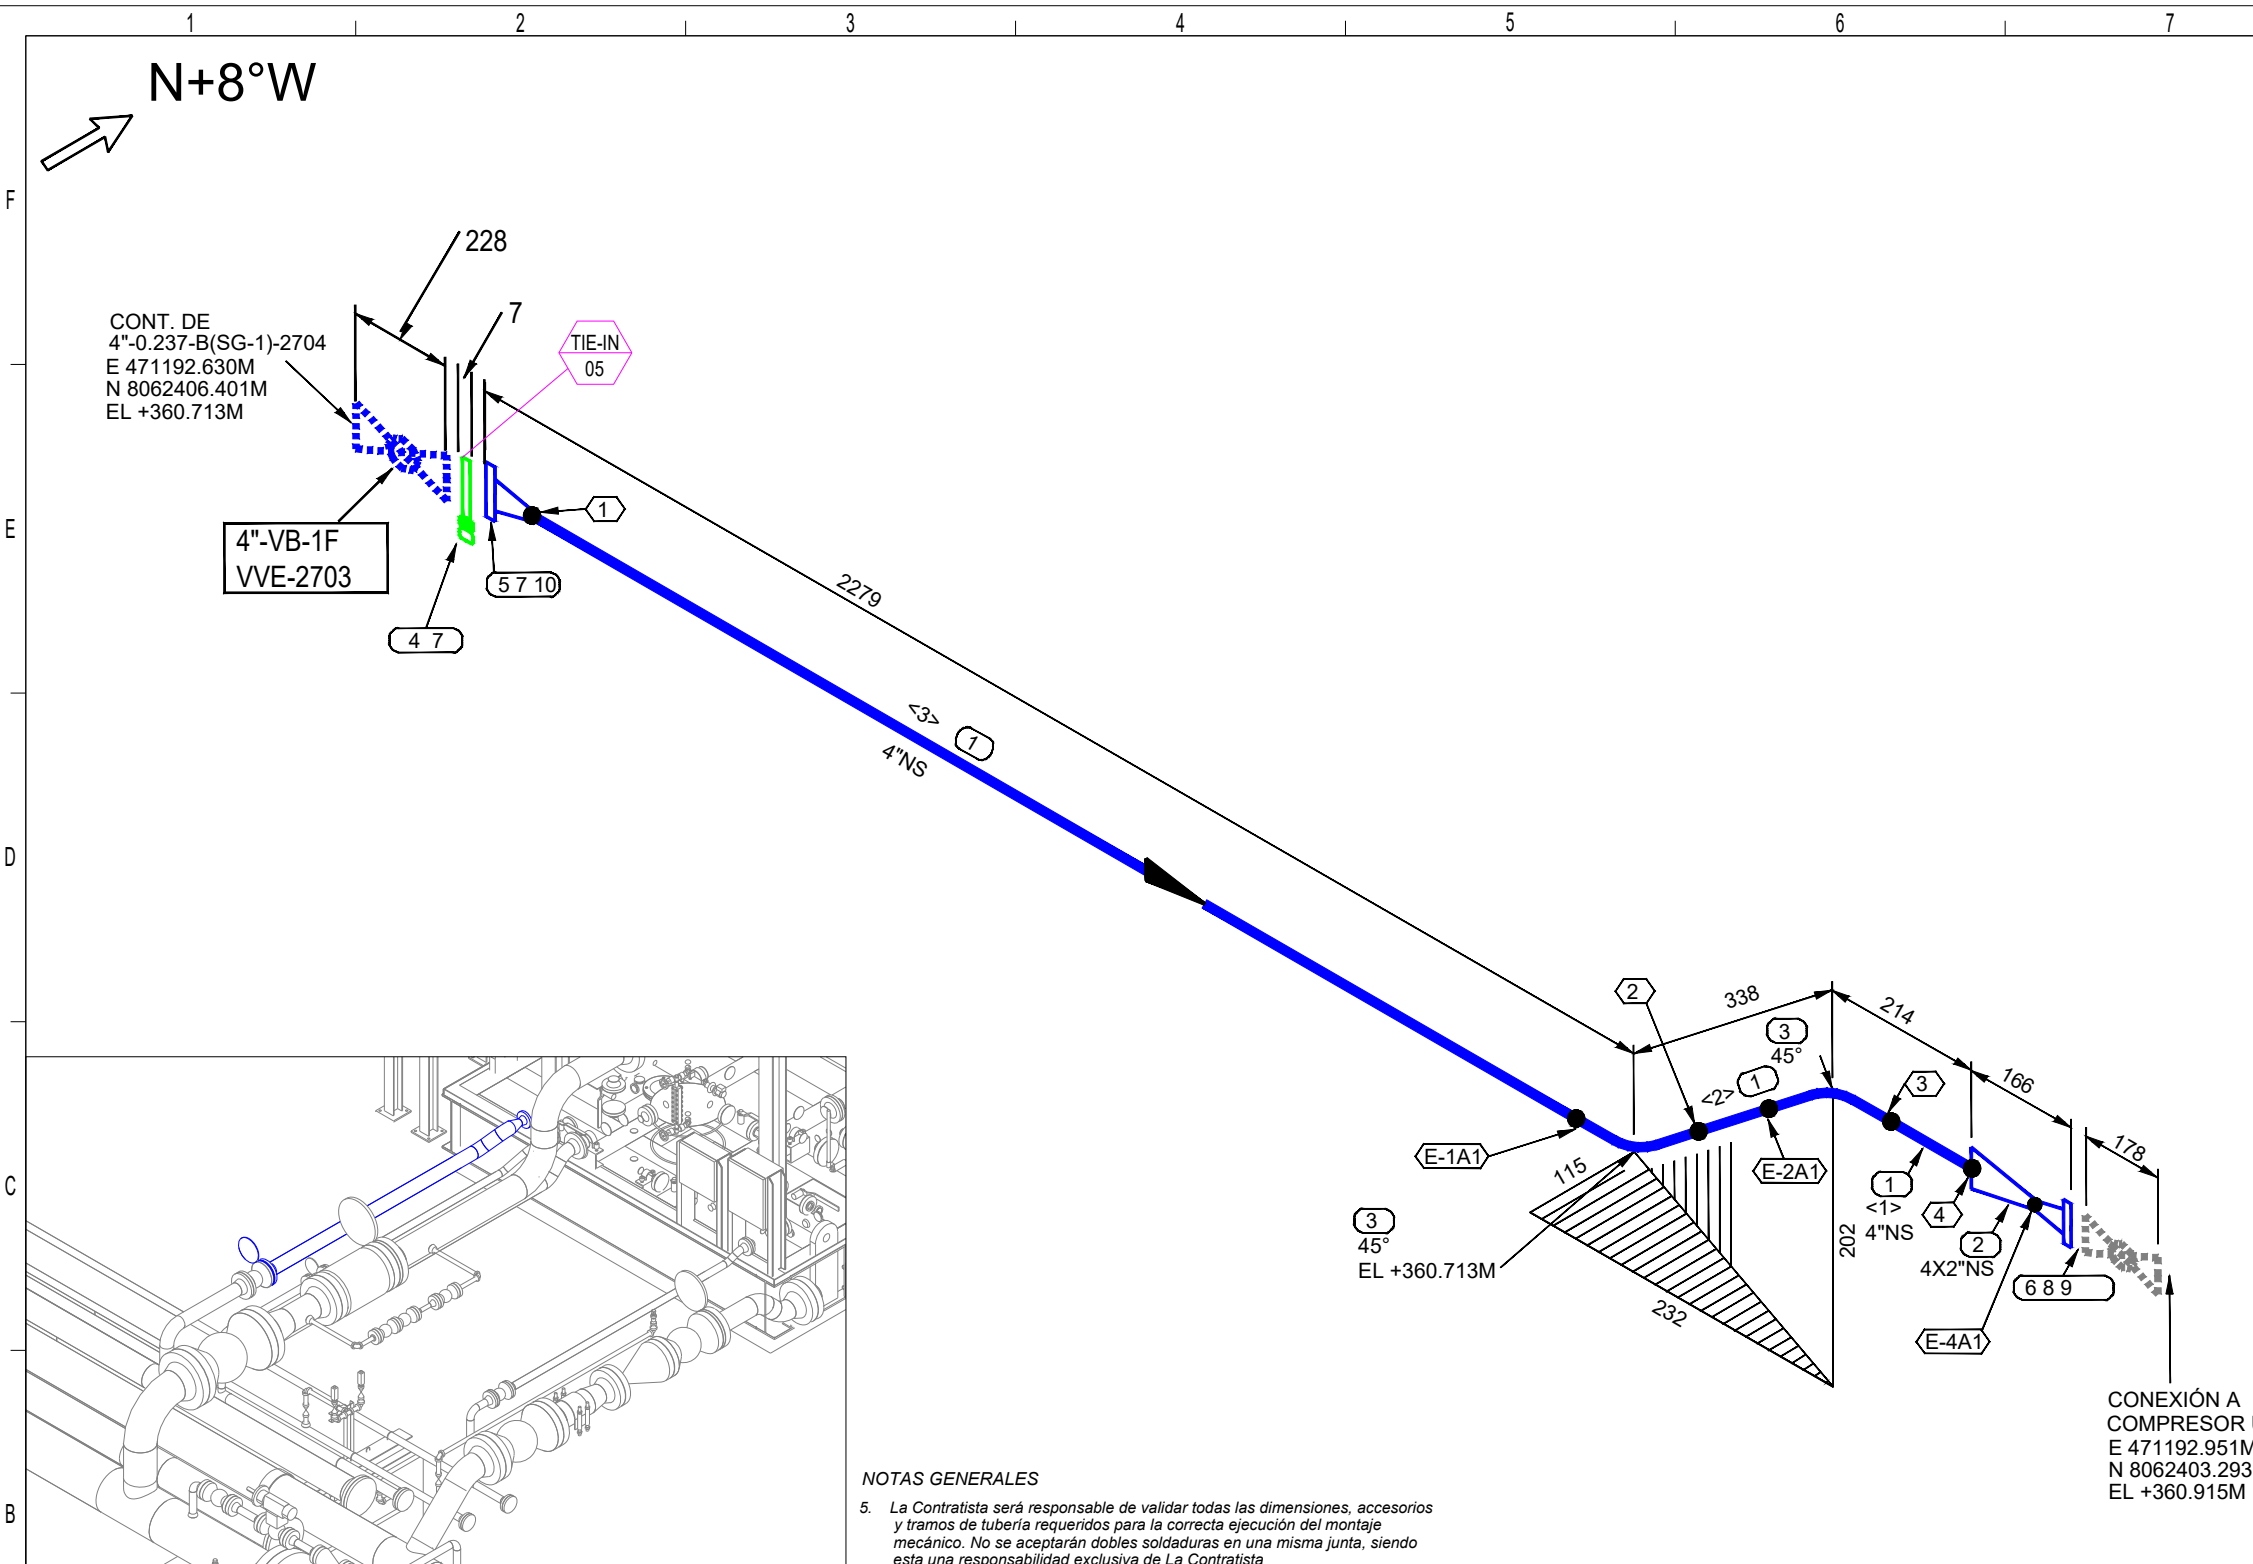 1 2 3 4 5 6 7
N+8°W
F
228
7
CONT. DE
4"-0.237-B(SG-1)-2704
E 471192.630M
N 8062406.401M
EL +360.713M
TIE-IN
05
1
E
4"-VB-1F
VVE-2703
5 7 10
4 7
2279
<3> 1
4"NS
D
2
338
214
3
45°
166
<2> 1
3
178
E-1A1
E-2A1
C
115
1
<1>
4"NS
4
202
3
45°
EL +360.713M
2
4X2"NS
6 8 9
232
E-4A1
CONEXIÓN A
COMPRESOR
E 471192.951M
N 8062403.293
EL +360.915M
NOTAS GENERALES
B
5. La Contratista será responsable de validar todas las dimensiones, accesorios
y tramos de tubería requeridos para la correcta ejecución del montaje
mecánico. No se aceptarán dobles soldaduras en una misma junta, siendo
esta una responsabilidad exclusiva de La Contratista